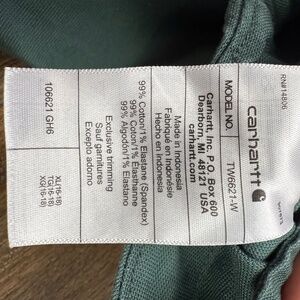 RN#14806
carhartt
MODEL NO. TW6621-W
Carhartt, Inc. P.O. Box 600
Dearborn, MI 48121 USA
carhartt.com
Made in Indonesia
Fabriqué en Indonésie
Hecho en Indonesia
99% Cotton/1% Elastane (Spandex)
99% Coton/1% Élasthanne
99% Algodón/1% Elastano
Exclusive trimming
Sauf garnitures
Excepto adorno
XL(16-18)
TG(16-18)
XG(16-18)
106621 GH6